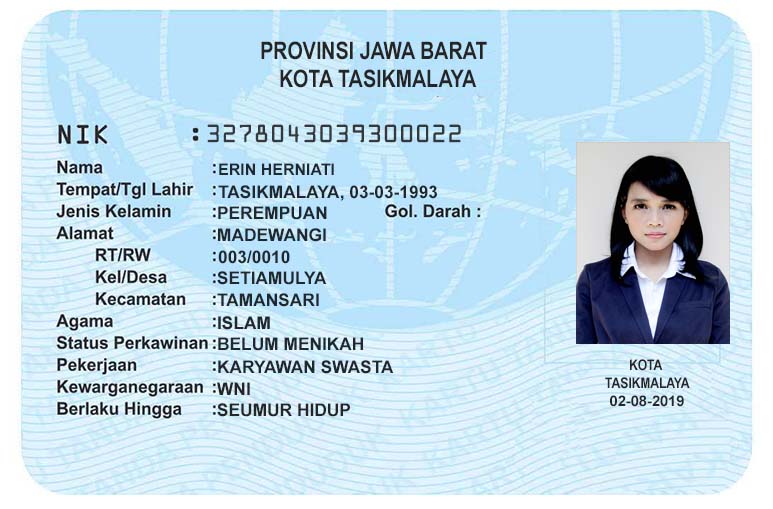 PROVINSI JAWA BARAT
KOTA TASIKMALAYA
NIK : 3278043039300022
Nama : ERIN HERNIATI
Tempat/Tgl Lahir : TASIKMALAYA, 03-03-1993
Jenis Kelamin : PEREMPUAN Gol. Darah :
Alamat : MADEWANGI
RT/RW : 003/0010
Kel/Desa : SETIAMULYA
Kecamatan : TAMANSARI
Agama : ISLAM
Status Perkawinan : BELUM MENIKAH
Pekerjaan : KARYAWAN SWASTA
Kewarganegaraan : WNI
Berlaku Hingga : SEUMUR HIDUP
KOTA
TASIKMALAYA
02-08-2019